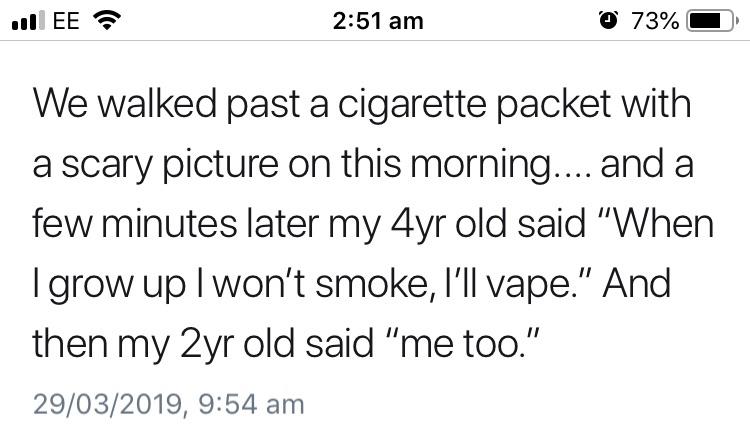 EE 2:51 am 73%
We walked past a cigarette packet with
a scary picture on this morning.... and a
few minutes later my 4yr old said “When
I grow up I won’t smoke, I’ll vape.” And
then my 2yr old said “me too.”
29/03/2019, 9:54 am